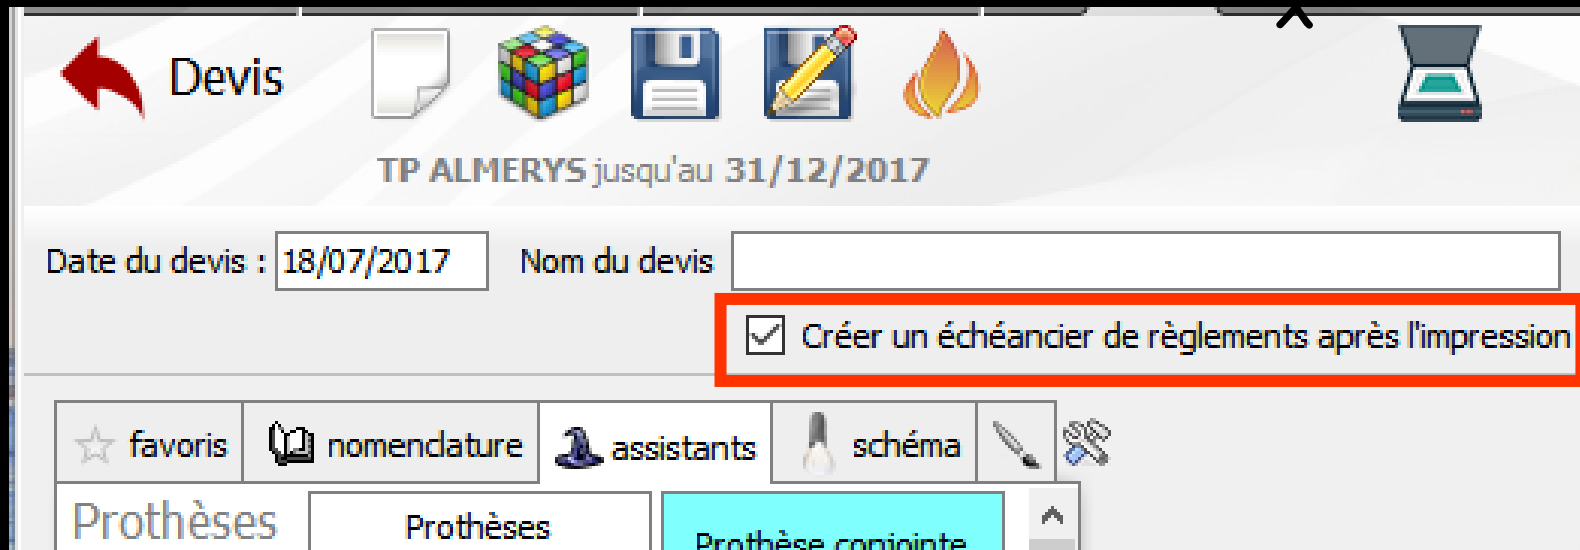 Devis
TP ALMERYS jusqu'au 31/12/2017
Date du devis : 18/07/2017 Nom du devis
Créer un échéancier de règlements après l'impression
favoris nomenclature assistants schéma
Prothèses Prothèses Prothèse conjointe